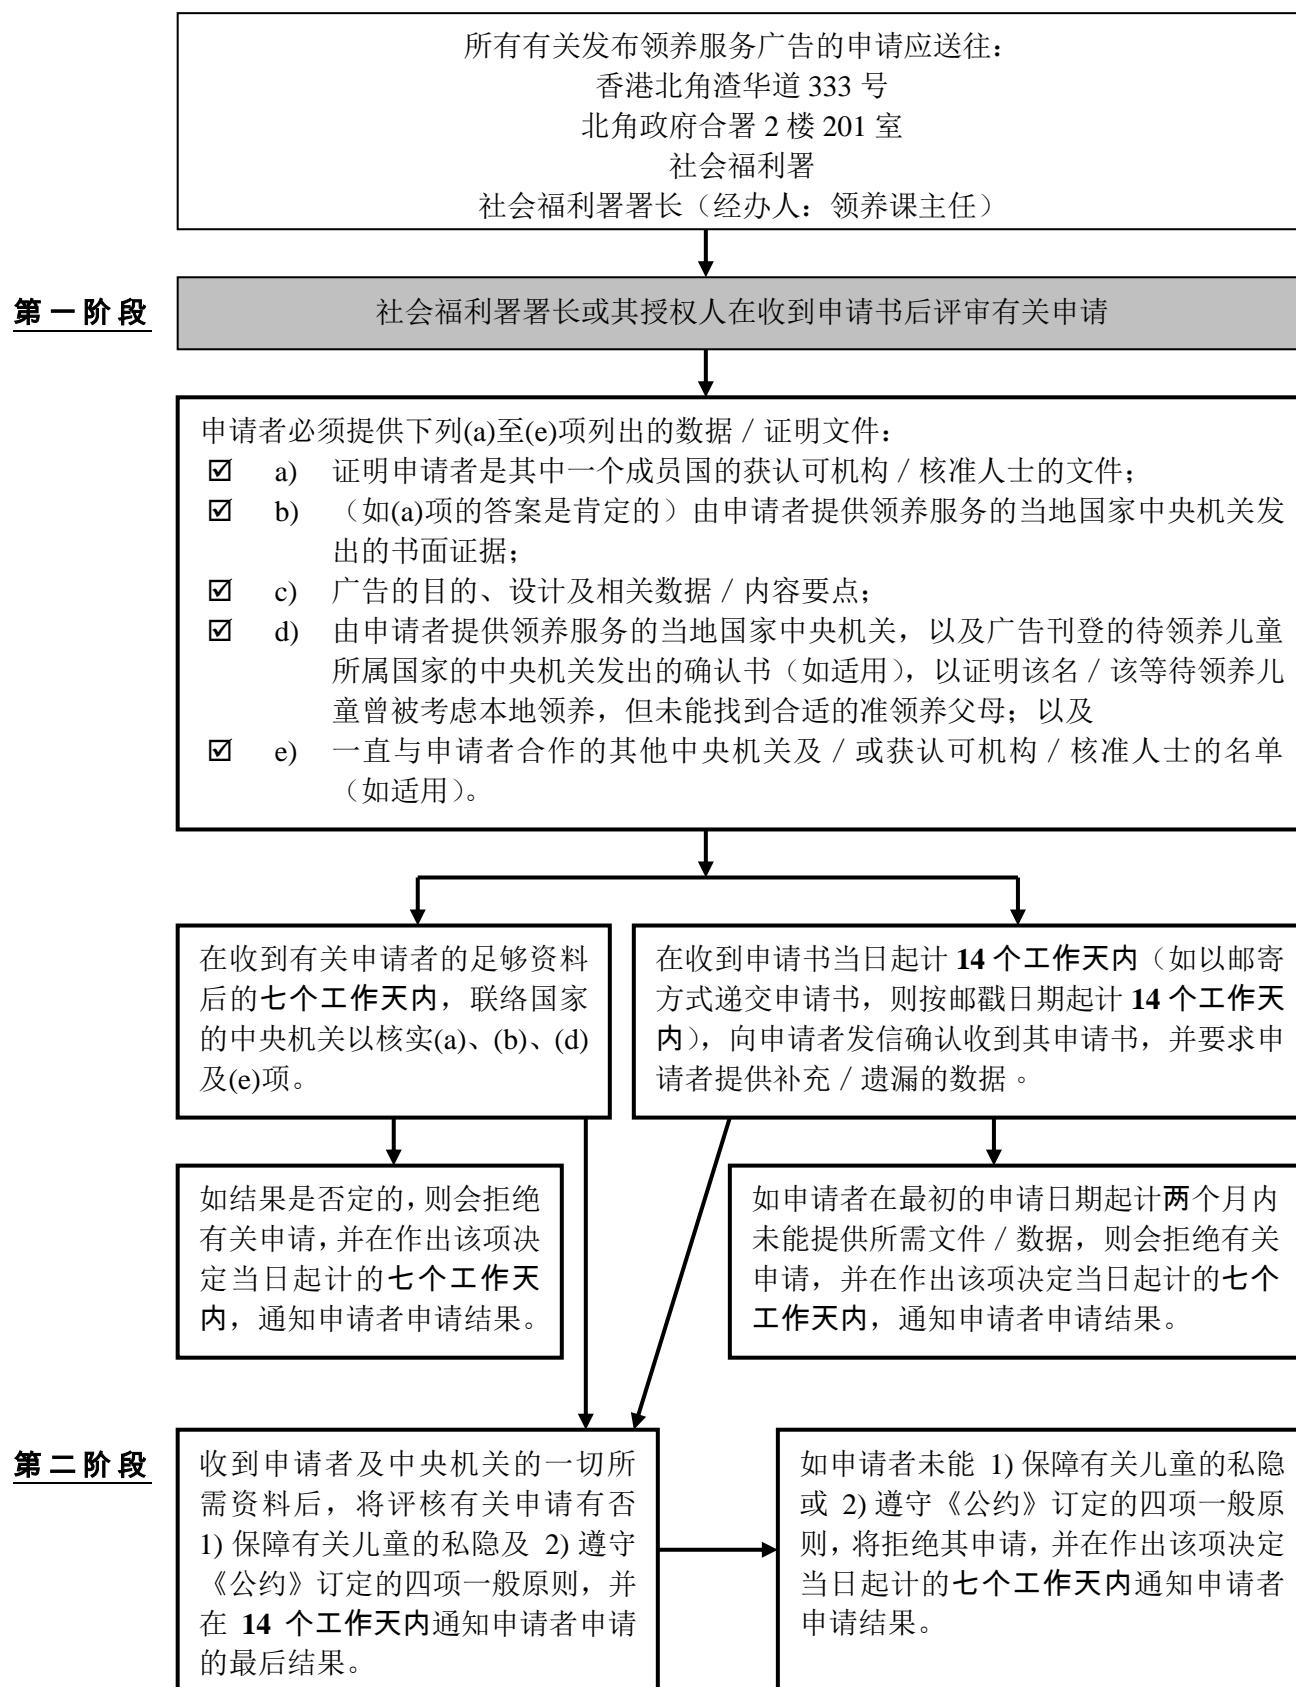 所有有关发布领养服务广告的申请应送往：
香港北角渣华道 333 号
北角政府合署 2 楼 201 室
社会福利署
社会福利署署长（经办人：领养课主任）
第一阶段
社会福利署署长或其授权人在收到申请书后评审有关申请
申请者必须提供下列(a)至(e)项列出的数据／证明文件：
☑ a) 证明申请者是其中一个成员国的获认可机构／核准人士的文件；
☑ b) （如(a)项的答案是肯定的）由申请者提供领养服务的当地国家中央机关发
出的书面证据；
☑ c) 广告的目的、设计及相关数据／内容要点；
☑ d) 由申请者提供领养服务的当地国家中央机关，以及广告刊登的待领养儿童
所属国家的中央机关发出的确认书（如适用），以证明该名／该等待领养儿
童曾被考虑本地领养，但未能找到合适的准领养父母；以及
☑ e) 一直与申请者合作的其他中央机关及／或获认可机构／核准人士的名单
（如适用）。
在收到有关申请者的足够资料
后的七个工作天内，联络国家
的中央机关以核实(a)、(b)、(d)
及(e)项。
在收到申请书当日起计 14 个工作天内（如以邮寄
方式递交申请书，则按邮戳日期起计 14 个工作天
内），向申请者发信确认收到其申请书，并要求申
请者提供补充／遗漏的数据。
如结果是否定的，则会拒绝
有关申请，并在作出该项决
定当日起计的七个工作天
内，通知申请者申请结果。
如申请者在最初的申请日期起计两个月内
未能提供所需文件／数据，则会拒绝有关
申请，并在作出该项决定当日起计的七个
工作天内，通知申请者申请结果。
第二阶段
收到申请者及中央机关的一切所
需资料后，将评核有关申请有否
1) 保障有关儿童的私隐及 2) 遵守
《公约》订定的四项一般原则，并
在 14 个工作天内通知申请者申请
的最后结果。
如申请者未能 1) 保障有关儿童的私隐
或 2) 遵守《公约》订定的四项一般原
则，将拒绝其申请，并在作出该项决定
当日起计的七个工作天内通知申请者
申请结果。